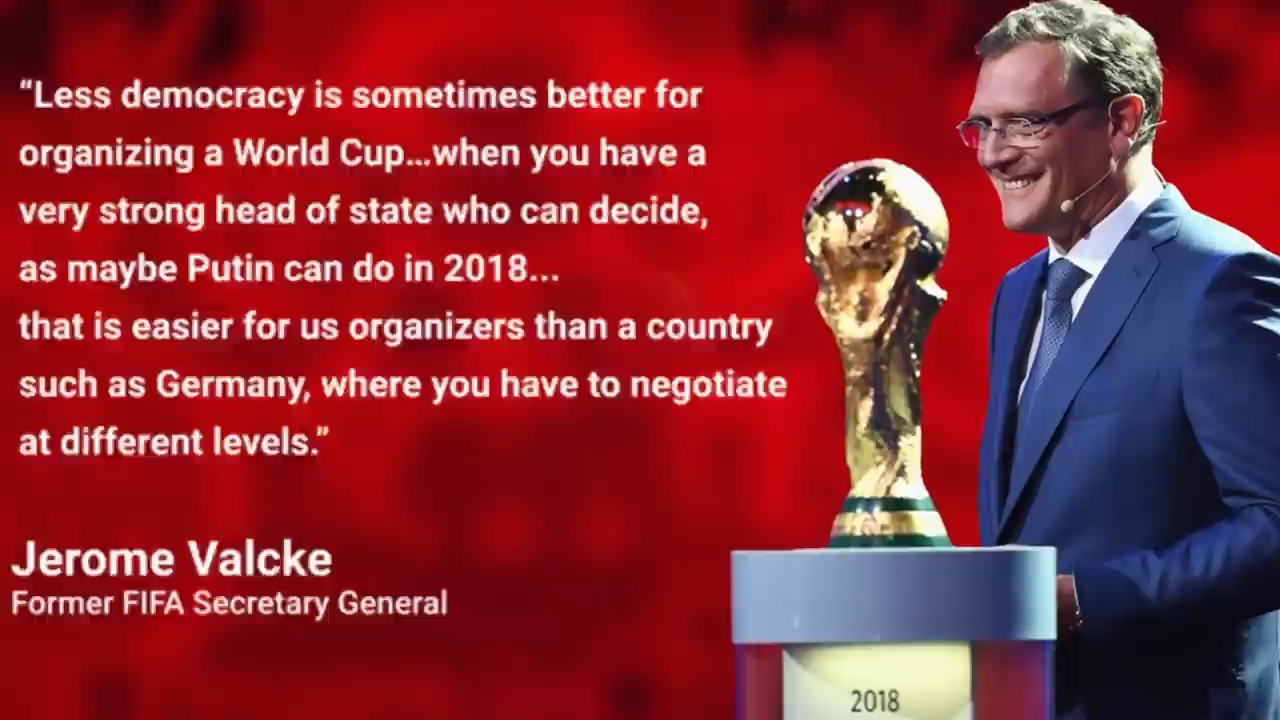 “Less democracy is sometimes better for
organizing a World Cup...when you have a
very strong head of state who can decide,
as maybe Putin can do in 2018...
that is easier for us organizers than a country
such as Germany, where you have to negotiate
at different levels.”
Jerome Valcke
Former FIFA Secretary General
2018